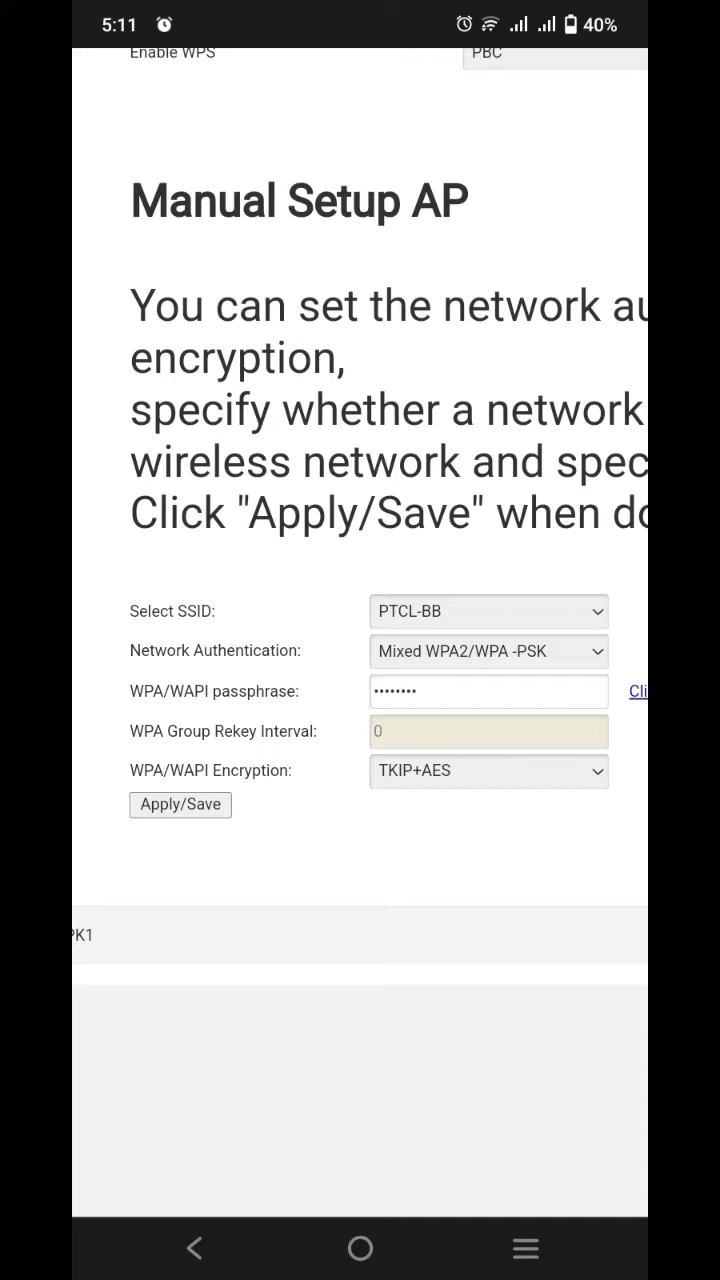 5:11 40%
Enable WPS PBC
Manual Setup AP
You can set the network au
encryption,
specify whether a network
wireless network and spec
Click "Apply/Save" when do
Select SSID: PTCL-BB
Network Authentication: Mixed WPA2/WPA -PSK
WPA/WAPI passphrase: •••••••• Cli
WPA Group Rekey Interval: 0
WPA/WAPI Encryption: TKIP+AES
Apply/Save
PK1